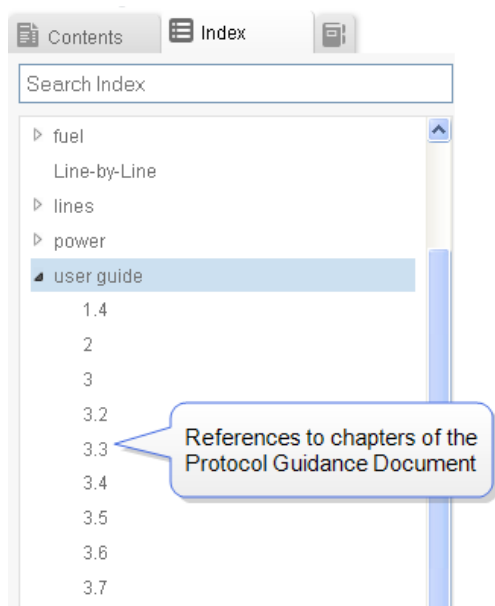 Contents
Index
Search Index
fuel
Line-by-Line
lines
power
user guide
1.4
2
3
3.2
3.3
3.4
3.5
3.6
3.7
References to chapters of the
Protocol Guidance Document